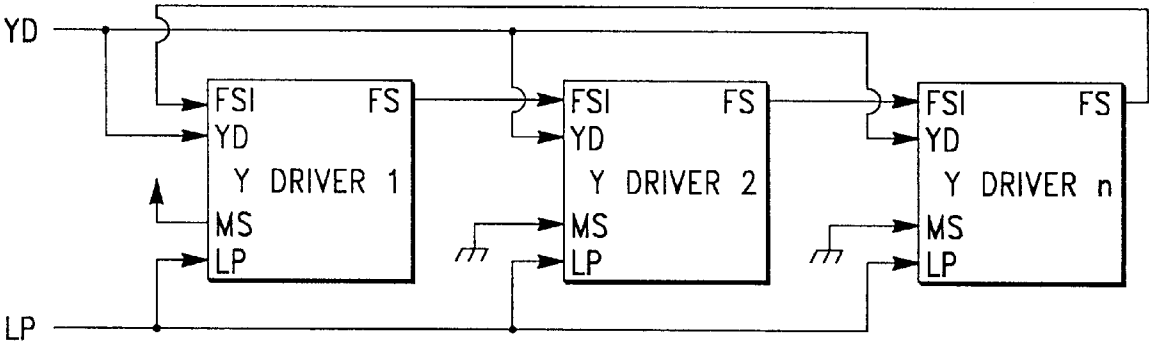 YD
FSI FS FSI FS FSI FS
YD YD YD
Y DRIVER 1 Y DRIVER 2 Y DRIVER n
MS MS MS
LP LP LP
LP